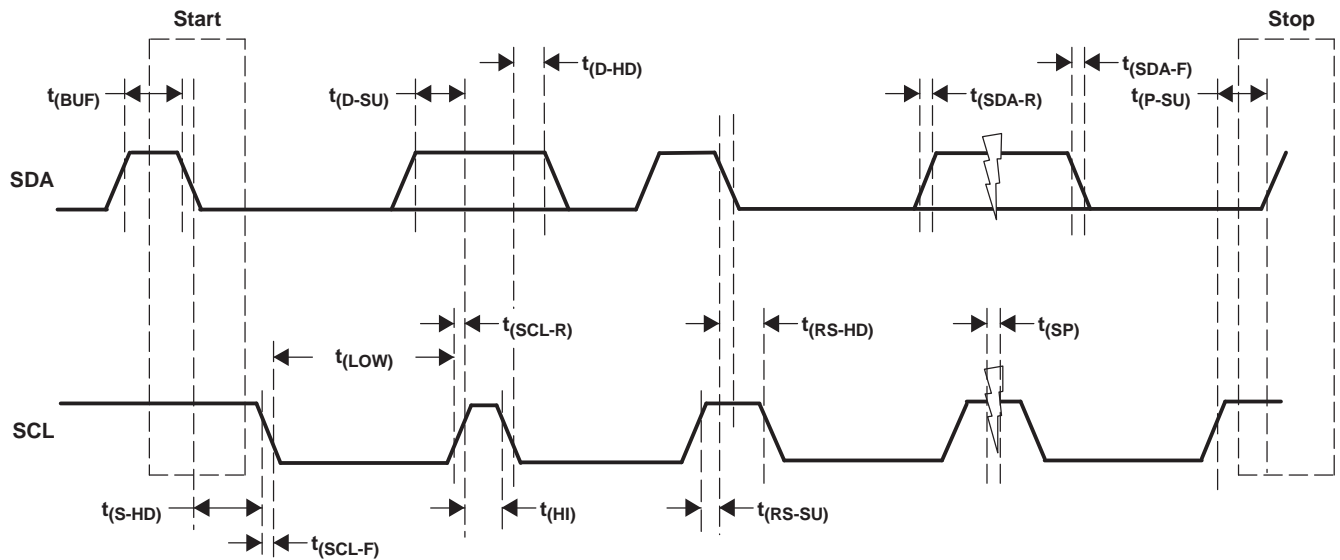 Start
Stop
t(D-HD)
t(SDA-F)
t(BUF)
t(D-SU)
t(SDA-R)
t(P-SU)
SDA
t(SCL-R)
t(RS-HD)
t(SP)
t(LOW)
SCL
t(S-HD)
t(HI)
t(RS-SU)
t(SCL-F)